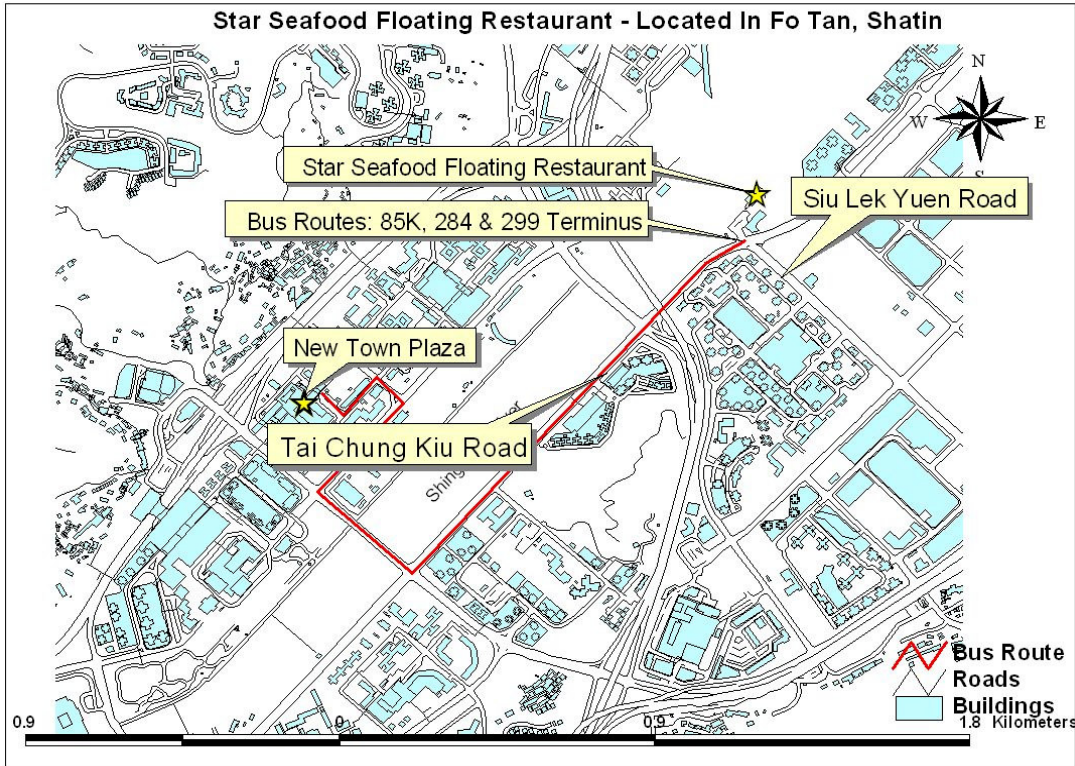 Star Seafood Floating Restaurant - Located In Fo Tan, Shatin
N
W
E
S
Star Seafood Floating Restaurant
Siu Lek Yuen Road
Bus Routes: 85K, 284 & 299 Terminus
New Town Plaza
Tai Chung Kiu Road
Bus Route
Roads
Buildings
0.9 0 0.9 1.8 Kilometers